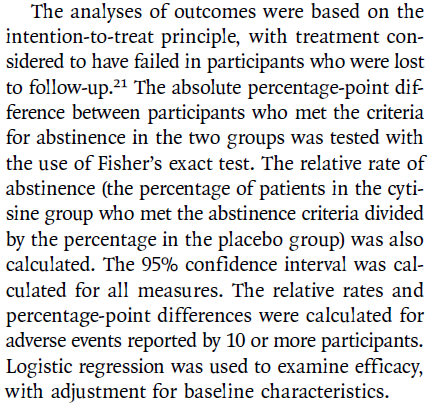 The analyses of outcomes were based on the
intention-to-treat principle, with treatment con-
sidered to have failed in participants who were lost
to follow-up.²¹ The absolute percentage-point dif-
ference between participants who met the criteria
for abstinence in the two groups was tested with
the use of Fisher’s exact test. The relative rate of
abstinence (the percentage of patients in the cyti-
sine group who met the abstinence criteria divided
by the percentage in the placebo group) was also
calculated. The 95% confidence interval was cal-
culated for all measures. The relative rates and
percentage-point differences were calculated for
adverse events reported by 10 or more participants.
Logistic regression was used to examine efficacy,
with adjustment for baseline characteristics.